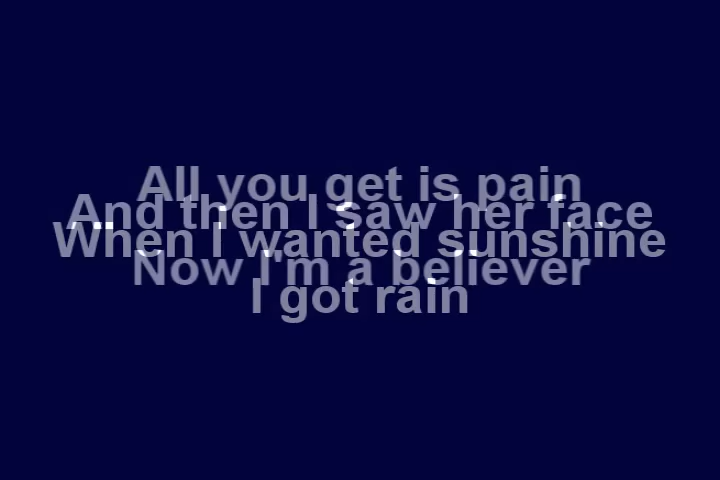 All you get is pain
And then I saw her face
When I wanted sunshine
Now I'm a believer
I got rain